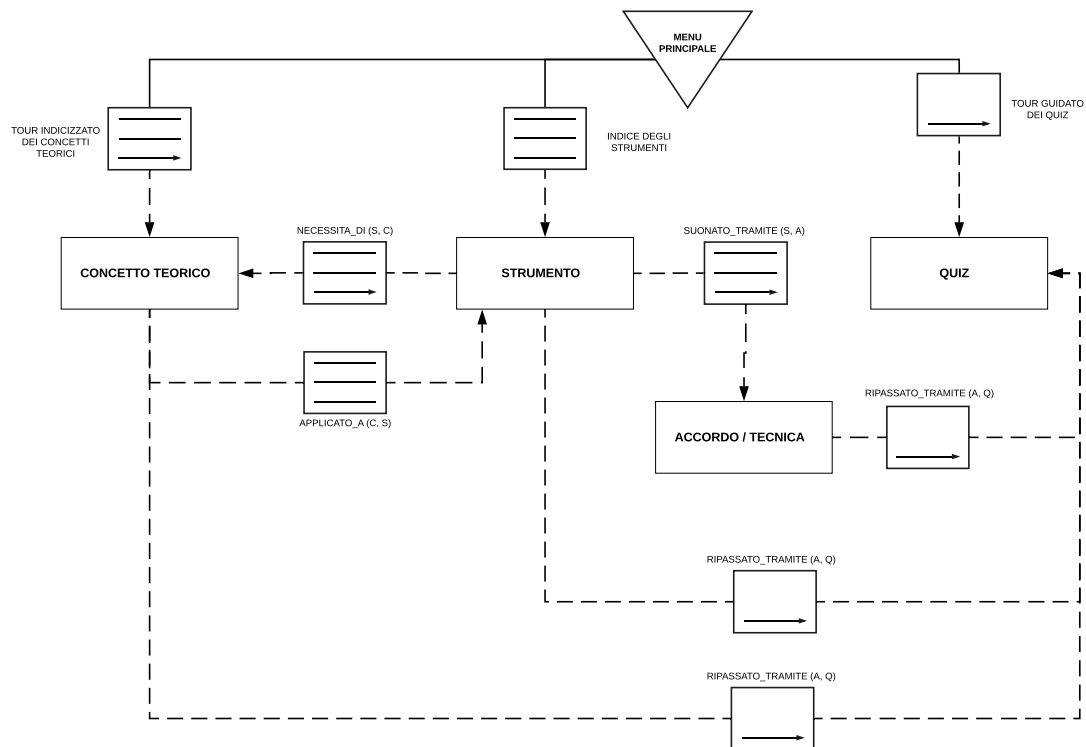 MENU
PRINCIPALE
TOUR INDICIZZATO
DEI CONCETTI
TEORICI
INDICE DEGLI
STRUMENTI
TOUR GUIDATO
DEI QUIZ
NECESSITA_DI (S, C)
SUONATO_TRAMITE (S, A)
CONCETTO TEORICO
STRUMENTO
QUIZ
APPLICATO_A (C, S)
RIPASSATO_TRAMITE (A, Q)
ACCORDO / TECNICA
RIPASSATO_TRAMITE (A, Q)
RIPASSATO_TRAMITE (A, Q)